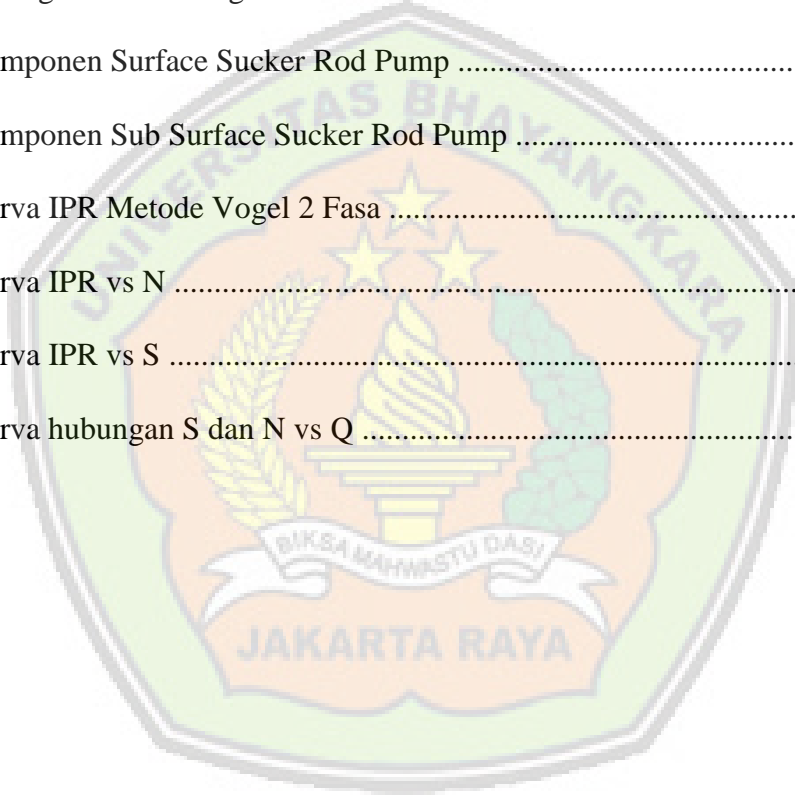 mponen Surface Sucker Rod Pump ..........................................
mponen Sub Surface Sucker Rod Pump ...................................
rva IPR Metode Vogel 2 Fasa ...................................................
rva IPR vs N ..............................................................................
rva IPR vs S ...............................................................................
rva hubungan S dan N vs Q ......................................................
UNIVERSITAS BHAYANGKARA
BIKSA MAHWASTU DASI
JAKARTA RAYA